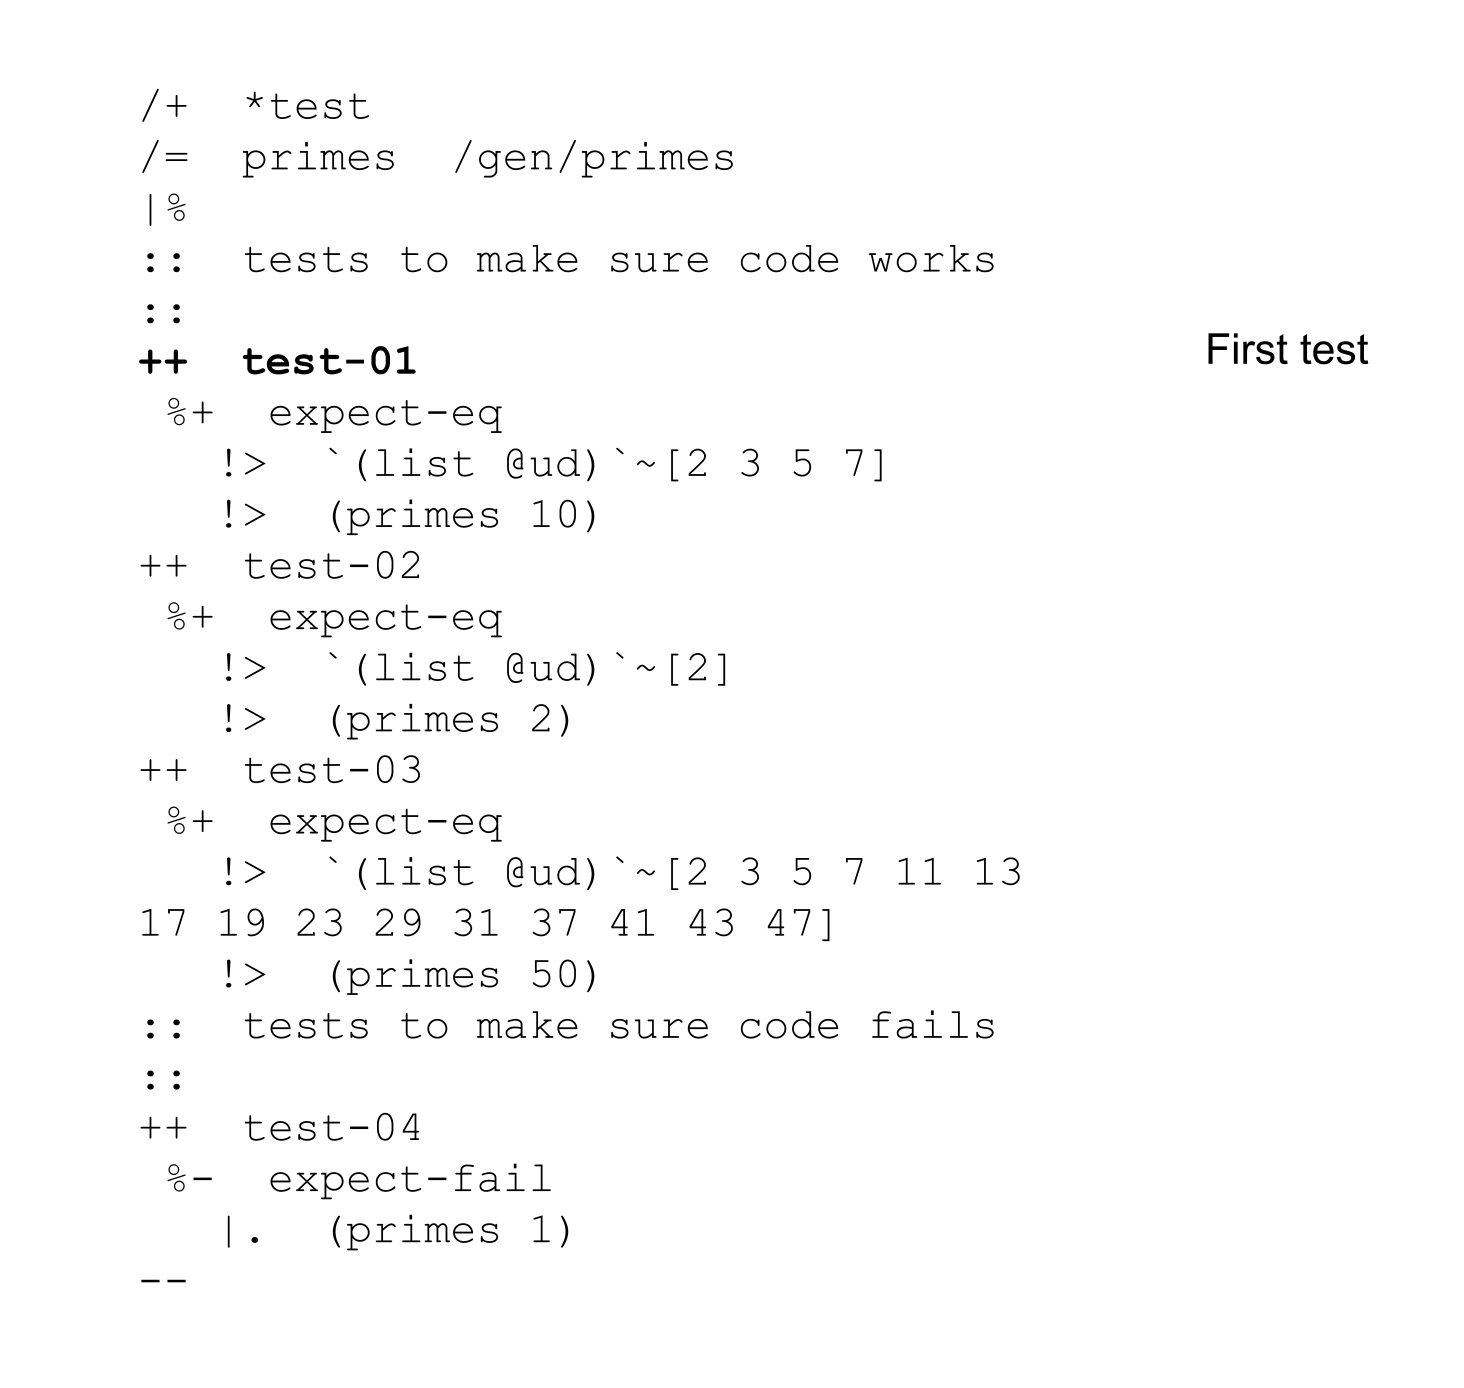 /+  *test
/=  primes  /gen/primes
|%
::  tests to make sure code works
::
++  test-01
First test
 %+  expect-eq
   !>  `(list @ud)`~[2 3 5 7]
   !>  (primes 10)
++  test-02
 %+  expect-eq
   !>  `(list @ud)`~[2]
   !>  (primes 2)
++  test-03
 %+  expect-eq
   !>  `(list @ud)`~[2 3 5 7 11 13
17 19 23 29 31 37 41 43 47]
   !>  (primes 50)
::  tests to make sure code fails
::
++  test-04
 %-  expect-fail
   |.  (primes 1)
--